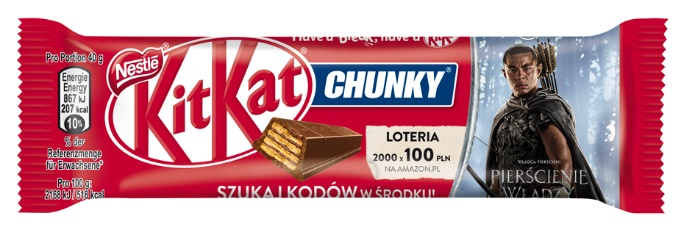 Have a Break, have a
Pro Portion 40 g
Energie
Energy
867 kJ
207 kcal
10%
% der
Referenzmenge
für Erwachsene*
Pro 100 g:
2168 kJ / 518 kcal
Nestlé
KitKat
CHUNKY
LOTERIA
2000 x 100 PLN
NA AMAZON.PL
SZUKAJ KODÓW W ŚRODKU!
WŁADCA PIERŚCIENI:
PIERŚCIENIE
WŁADZY